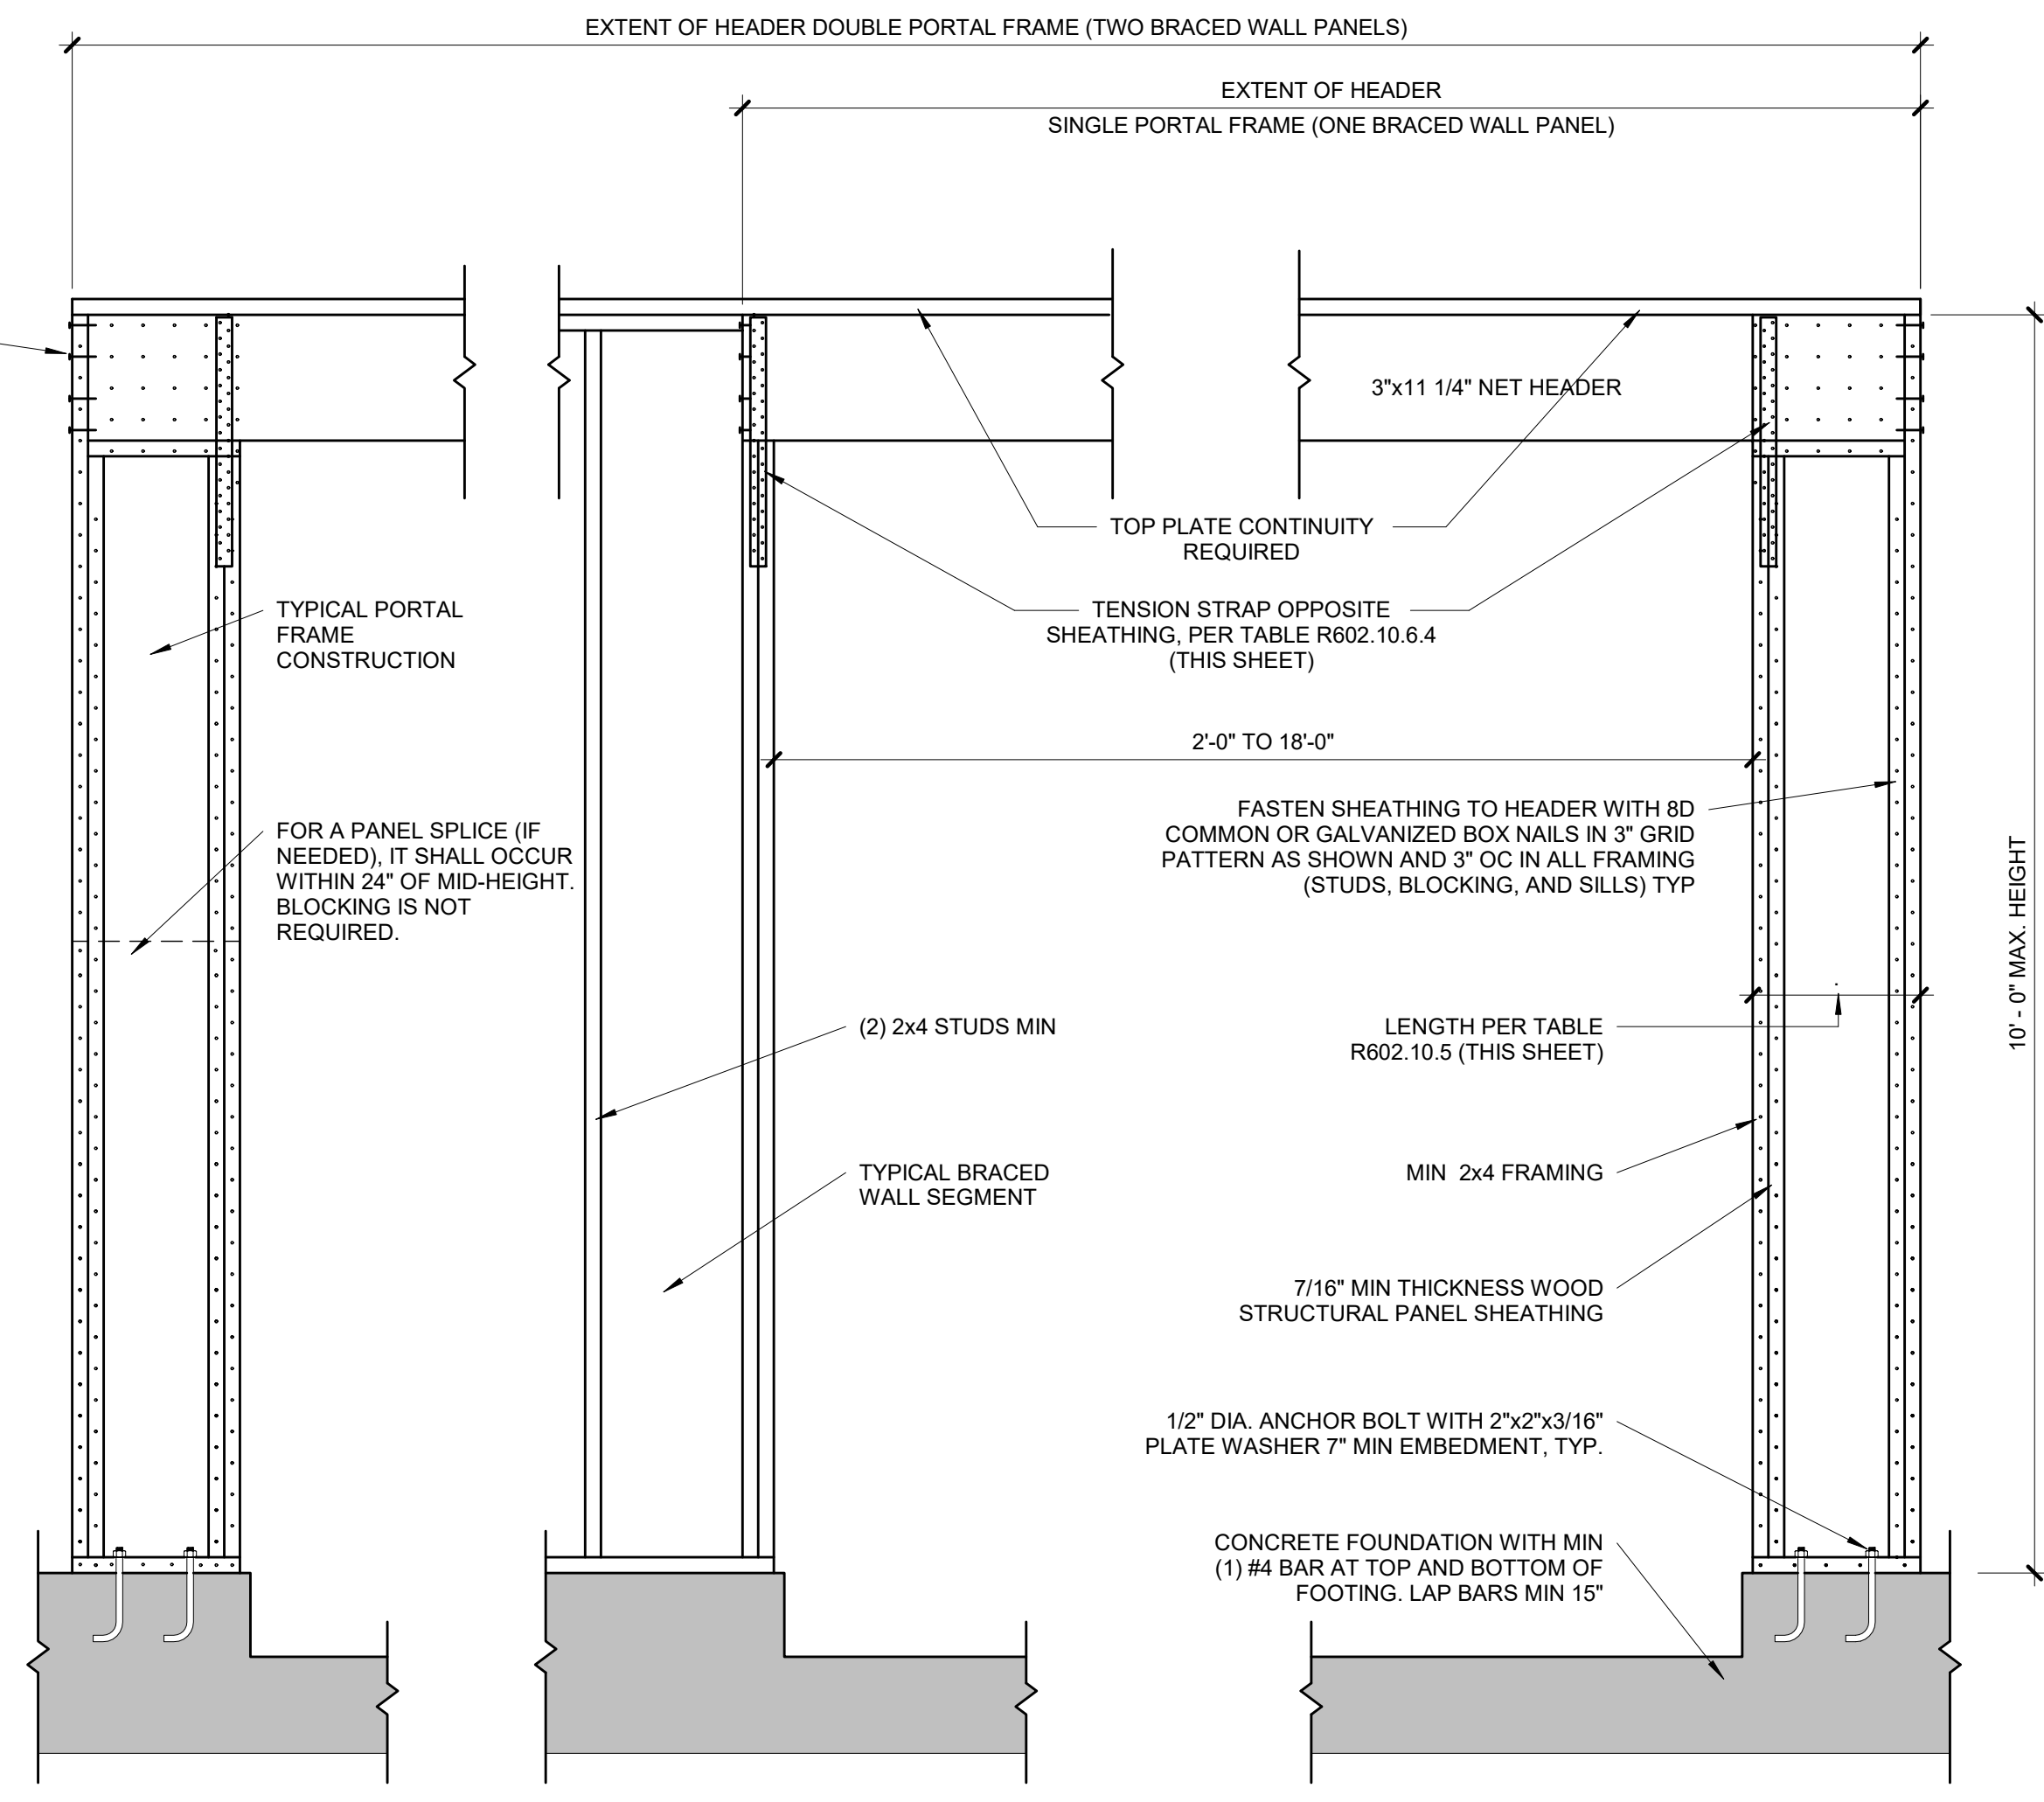 EXTENT OF HEADER DOUBLE PORTAL FRAME (TWO BRACED WALL PANELS)
EXTENT OF HEADER
SINGLE PORTAL FRAME (ONE BRACED WALL PANEL)
3"x11 1/4" NET HEADER
TOP PLATE CONTINUITY
REQUIRED
TENSION STRAP OPPOSITE
SHEATHING, PER TABLE R602.10.6.4
(THIS SHEET)
TYPICAL PORTAL
FRAME
CONSTRUCTION
2'-0" TO 18'-0"
FOR A PANEL SPLICE (IF
NEEDED), IT SHALL OCCUR
WITHIN 24" OF MID-HEIGHT.
BLOCKING IS NOT
REQUIRED.
FASTEN SHEATHING TO HEADER WITH 8D
COMMON OR GALVANIZED BOX NAILS IN 3" GRID
PATTERN AS SHOWN AND 3" OC IN ALL FRAMING
(STUDS, BLOCKING, AND SILLS) TYP
10' - 0" MAX. HEIGHT
(2) 2x4 STUDS MIN
LENGTH PER TABLE
R602.10.5 (THIS SHEET)
TYPICAL BRACED
WALL SEGMENT
MIN  2x4 FRAMING
7/16" MIN THICKNESS WOOD
STRUCTURAL PANEL SHEATHING
1/2" DIA. ANCHOR BOLT WITH 2"x2"x3/16"
PLATE WASHER 7" MIN EMBEDMENT, TYP.
CONCRETE FOUNDATION WITH MIN
(1) #4 BAR AT TOP AND BOTTOM OF
FOOTING. LAP BARS MIN 15"